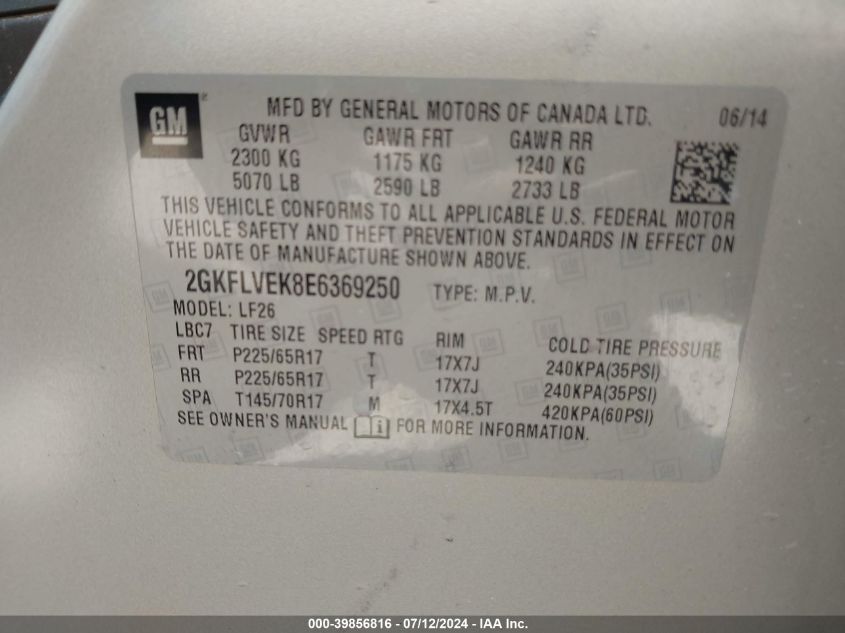 GM
MFD BY GENERAL MOTORS OF CANADA LTD. 06/14
GVWR GAWR FRT GAWR RR
2300 KG 1175 KG 1240 KG
5070 LB 2590 LB 2733 LB
THIS VEHICLE CONFORMS TO ALL APPLICABLE U.S. FEDERAL MOTOR
VEHICLE SAFETY AND THEFT PREVENTION STANDARDS IN EFFECT ON
THE DATE OF MANUFACTURE SHOWN ABOVE.
2GKFLVEK8E6369250 TYPE: M.P.V.
MODEL: LF26
LBC7 TIRE SIZE SPEED RTG RIM COLD TIRE PRESSURE
FRT P225/65R17 T 17X7J 240KPA(35PSI)
RR P225/65R17 T 17X7J 240KPA(35PSI)
SPA T145/70R17 M 17X4.5T 420KPA(60PSI)
SEE OWNER'S MANUAL FOR MORE INFORMATION.
000-39856816 - 07/12/2024 - IAA Inc.